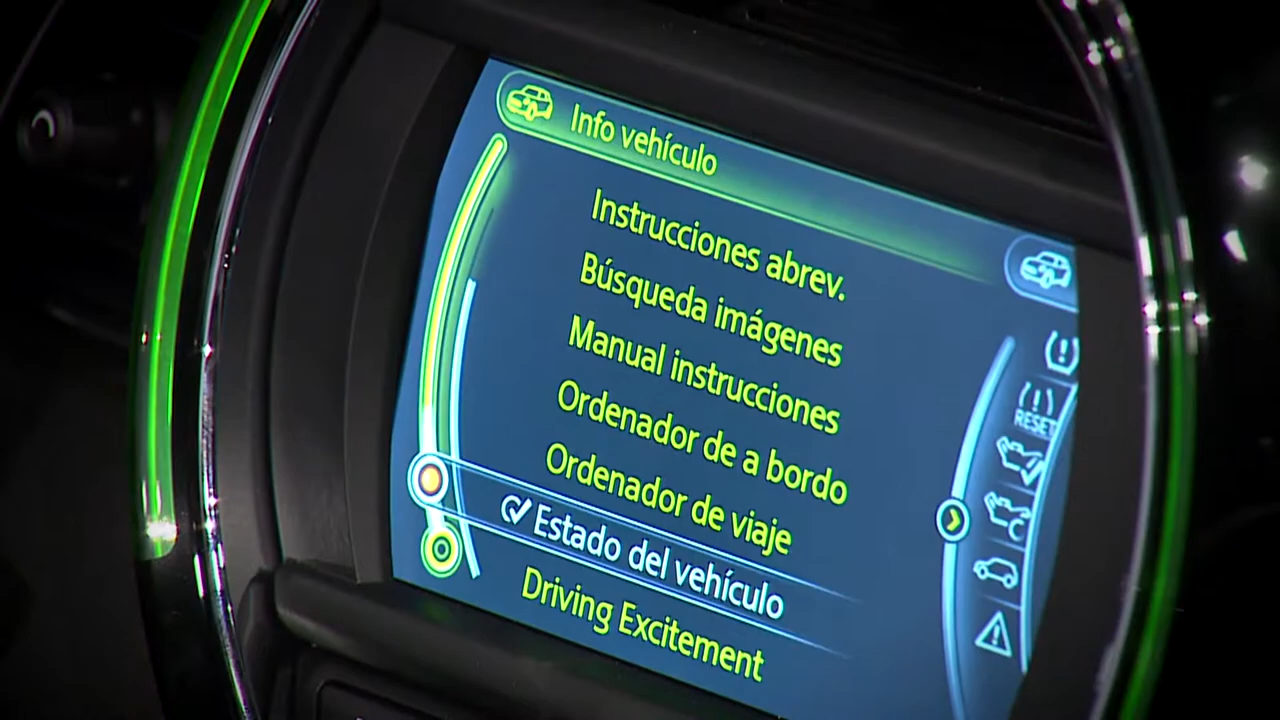 Info vehículo
Instrucciones abrev.
Búsqueda imágenes
Manual instrucciones
Ordenador de a bordo
Ordenador de viaje
Estado del vehículo
Driving Excitement
RESET